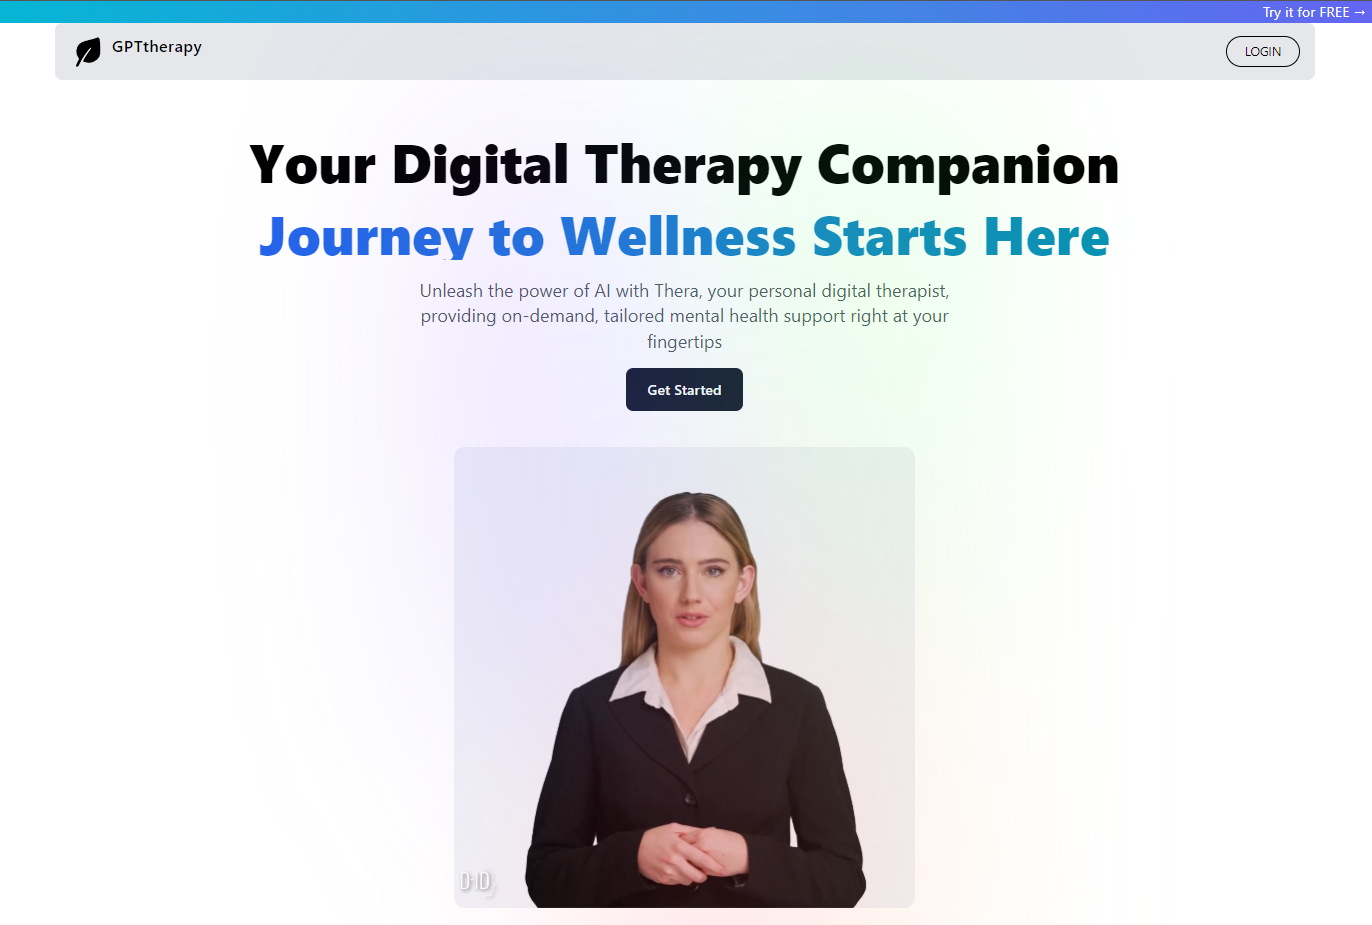 Try it for FREE →
GPTtherapy
LOGIN
Your Digital Therapy Companion
Journey to Wellness Starts Here
Unleash the power of AI with Thera, your personal digital therapist,
providing on-demand, tailored mental health support right at your
fingertips
Get Started
D-ID